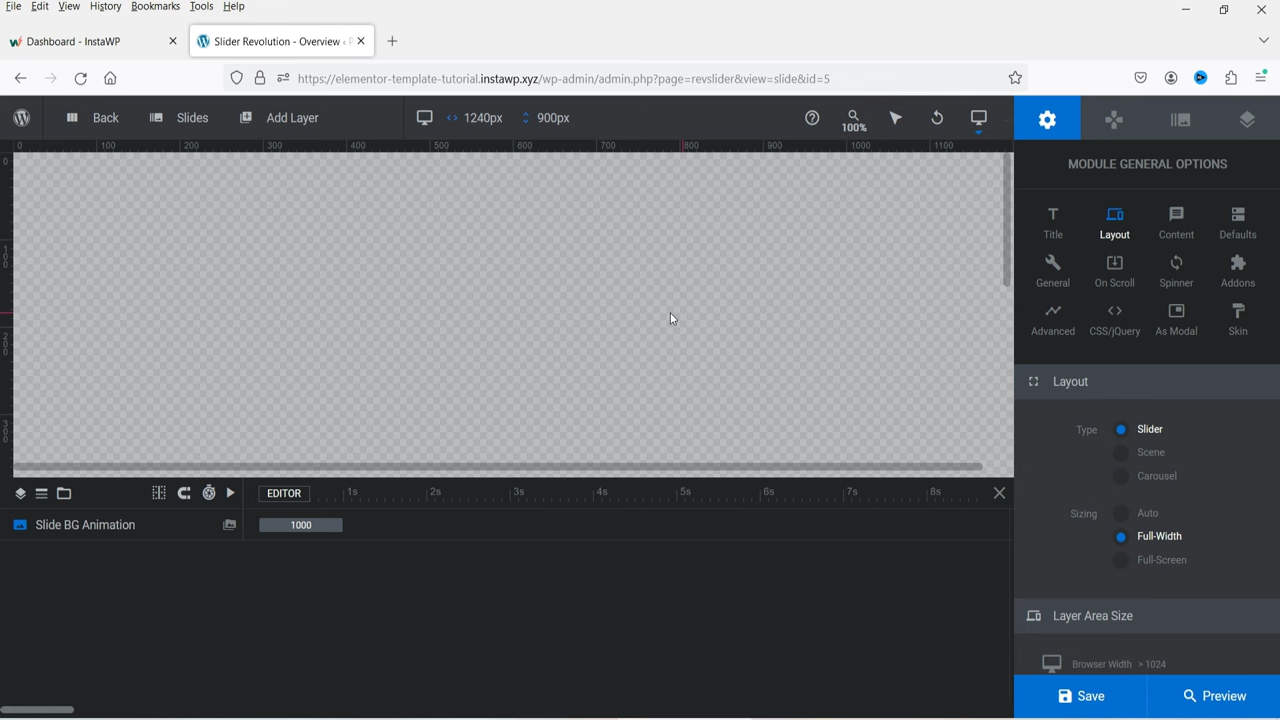 File Edit View History Bookmarks Tools Help
Dashboard - InstaWP
Slider Revolution - Overview ‹ P
https://elementor-template-tutorial.instawp.xyz/wp-admin/admin.php?page=revslider&view=slide&id=5
Back Slides Add Layer 1240px 900px 100%
0 100 200 300 400 500 600 700 800 900 1000 1100
0
100
200
300
MODULE GENERAL OPTIONS
Title Layout Content Defaults
General On Scroll Spinner Addons
Advanced CSS/jQuery As Modal Skin
Layout
Type Slider
Scene
Carousel
Sizing Auto
Full-Width
Full-Screen
Layer Area Size
Browser Width > 1024
Save Preview
EDITOR 1s 2s 3s 4s 5s 6s 7s 8s
Slide BG Animation 1000